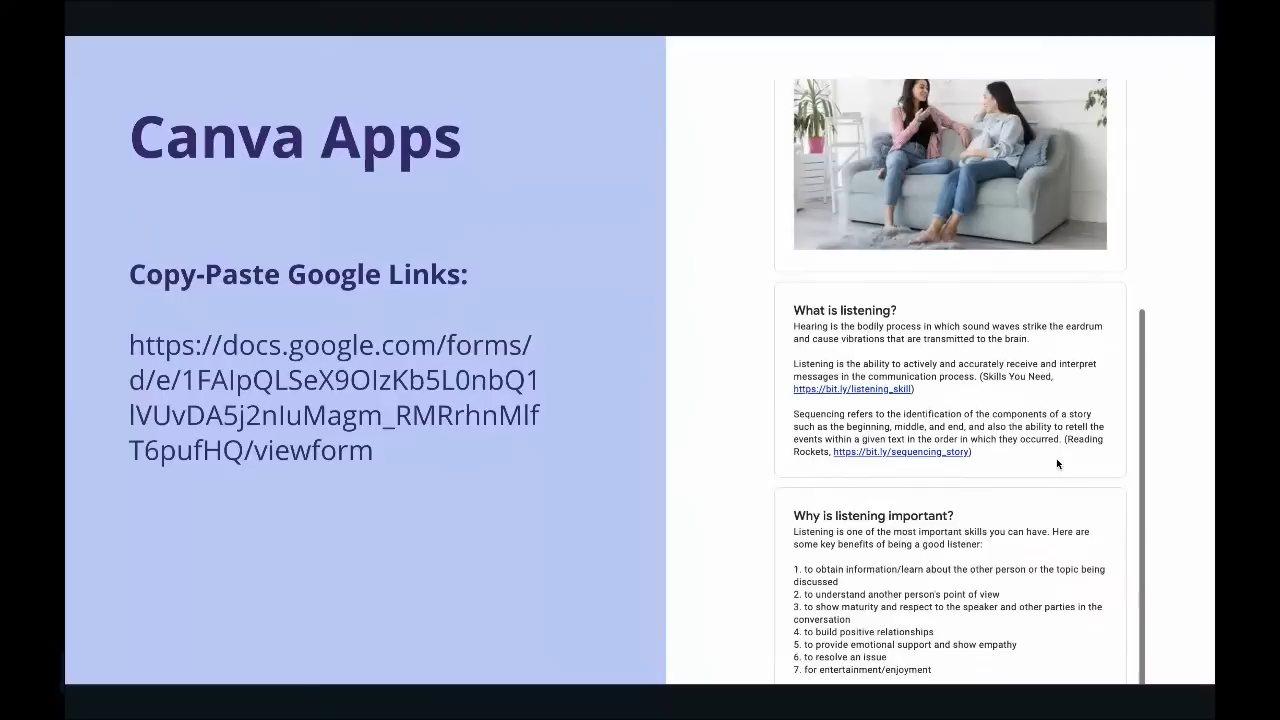 Canva Apps
Copy-Paste Google Links:
https://docs.google.com/forms/
d/e/1FAIpQLSeX9OIzKb5L0nbQ1
lVUvDA5j2nIuMagm_RMRrhnMlf
T6pufHQ/viewform
What is listening?
Hearing is the bodily process in which sound waves strike the eardrum
and cause vibrations that are transmitted to the brain.
Listening is the ability to actively and accurately receive and interpret
messages in the communication process. (Skills You Need,
https://bit.ly/listening_skill)
Sequencing refers to the identification of the components of a story
such as the beginning, middle, and end, and also the ability to retell the
events within a given text in the order in which they occurred. (Reading
Rockets, https://bit.ly/sequencing_story)
Why is listening important?
Listening is one of the most important skills you can have. Here are
some key benefits of being a good listener:
1. to obtain information/learn about the other person or the topic being
discussed
2. to understand another person's point of view
3. to show maturity and respect to the speaker and other parties in the
conversation
4. to build positive relationships
5. to provide emotional support and show empathy
6. to resolve an issue
7. for entertainment/enjoyment